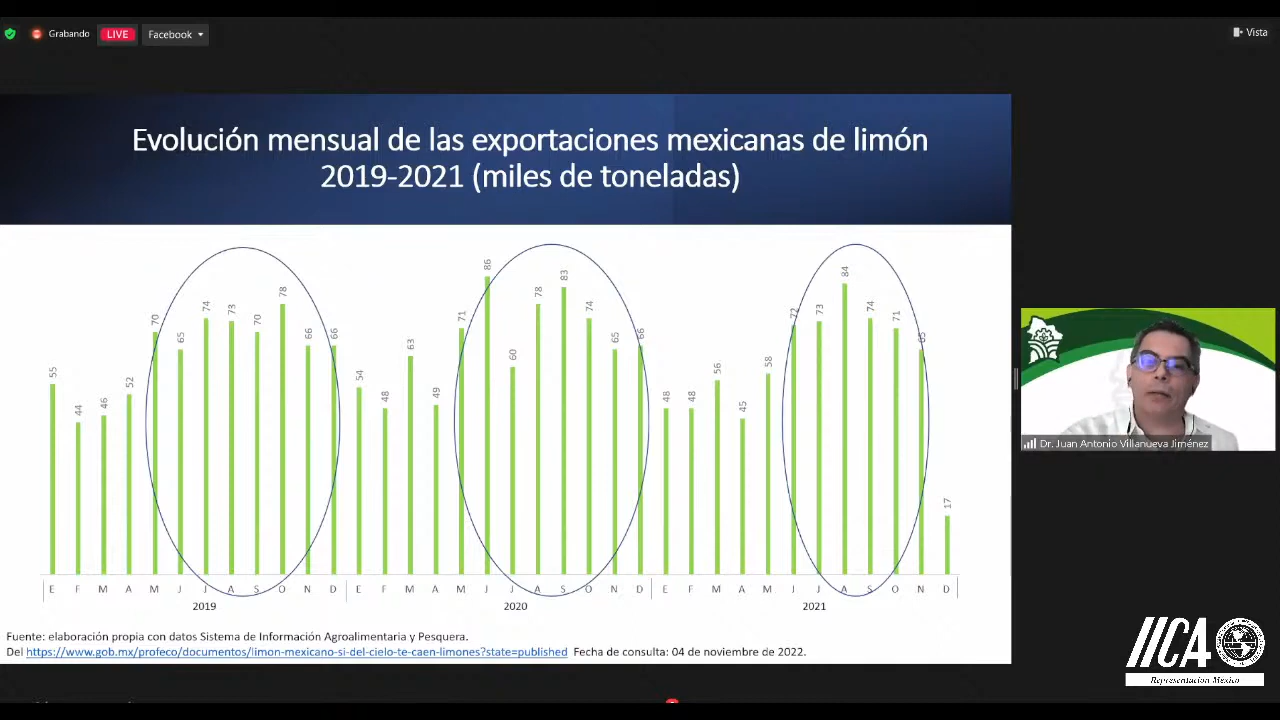 Grabando
LIVE
Facebook
Vista
Evolución mensual de las exportaciones mexicanas de limón
2019-2021 (miles de toneladas)
55 44 46 52 70 65 74 73 70 78 66 66 54 48 63 49 71 86 60 78 83 74 65 66 48 48 56 45 58 72 73 84 74 71 65 17
E F M A M J J A S O N D E F M A M J J A S O N D E F M A M J J A S O N D
2019 2020 2021
Fuente: elaboración propia con datos Sistema de Información Agroalimentaria y Pesquera.
Del https://www.gob.mx/profeco/documentos/limon-mexicano-si-del-cielo-te-caen-limones?state=published Fecha de consulta: 04 de noviembre de 2022.
Dr. Juan Antonio Villanueva Jiménez
IICA
Representación México